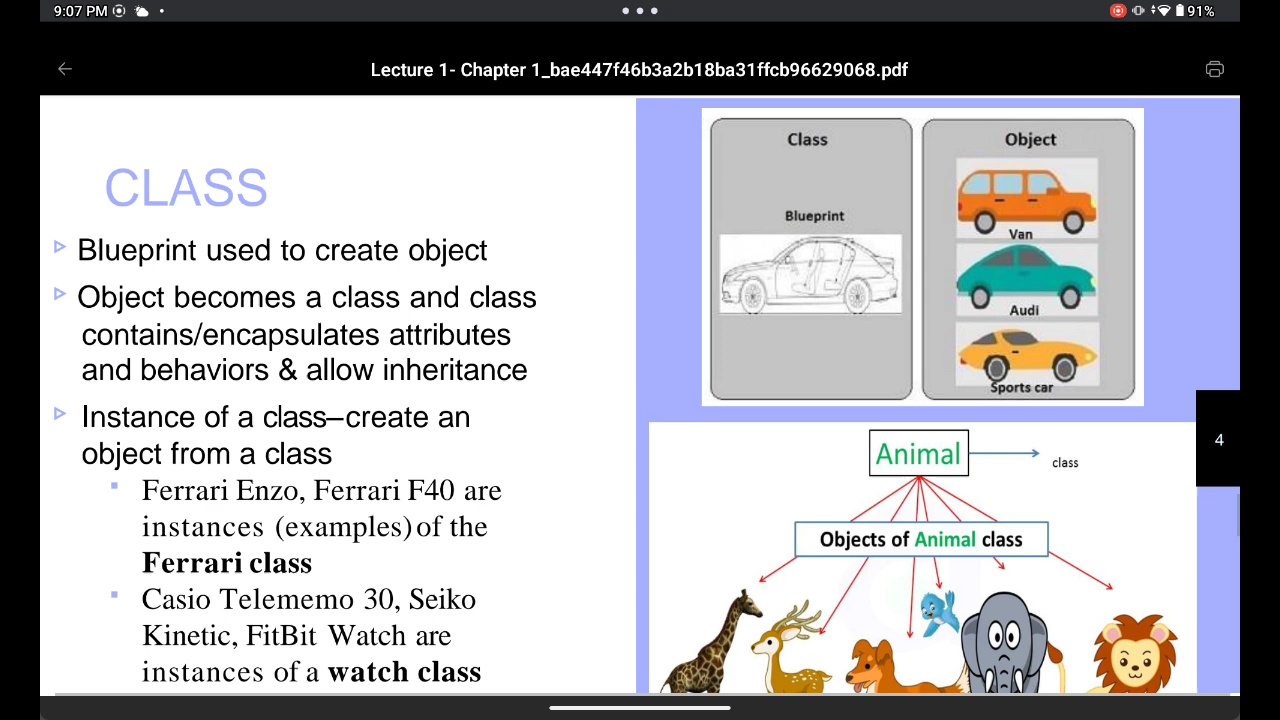 9:07 PM
91%
Lecture 1- Chapter 1_bae447f46b3a2b18ba31ffcb96629068.pdf
CLASS
Blueprint used to create object
Object becomes a class and class
contains/encapsulates attributes
and behaviors & allow inheritance
Instance of a class–create an
object from a class
Ferrari Enzo, Ferrari F40 are
instances (examples) of the
Ferrari class
Casio Telememo 30, Seiko
Kinetic, FitBit Watch are
instances of a watch class
Class
Blueprint
Object
Van
Audi
Sports car
4
Animal
class
Objects of Animal class